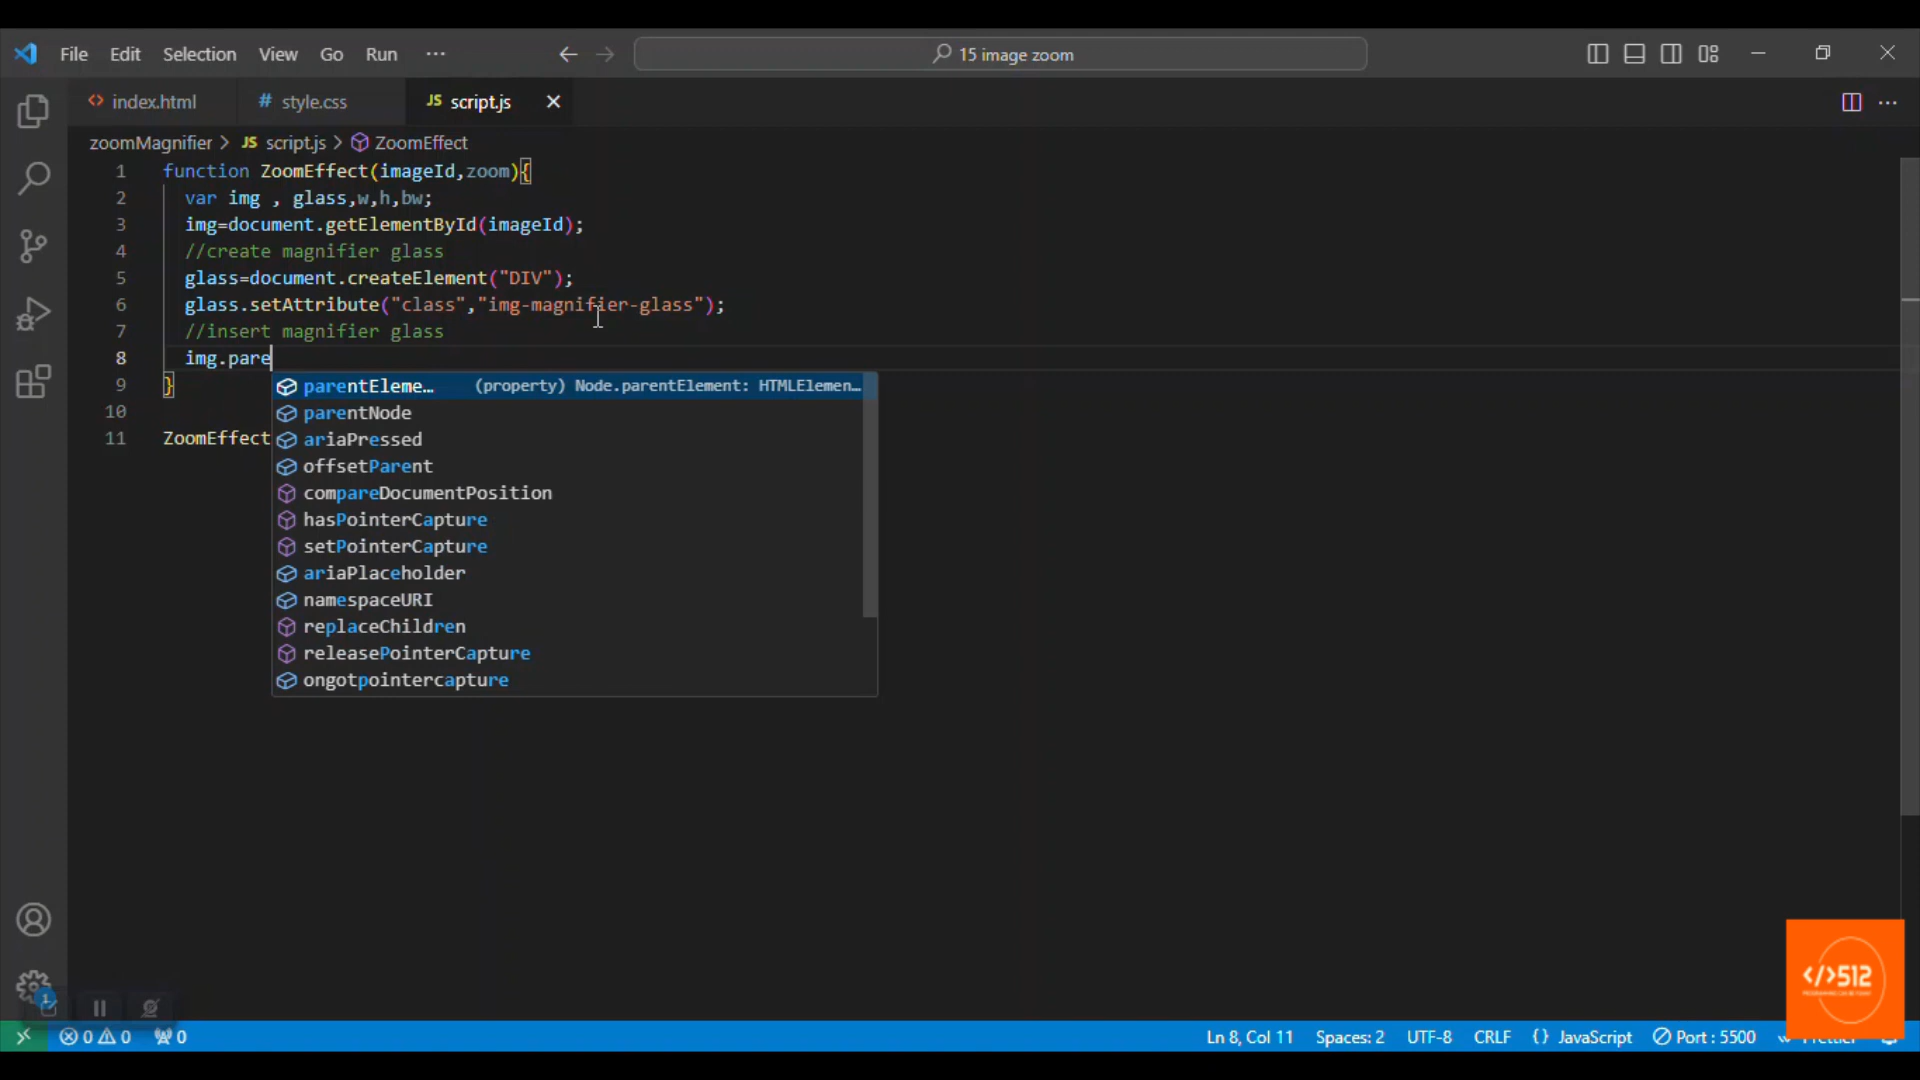 File Edit Selection View Go Run ··· 15 image zoom
index.html style.css JS script.js
zoomMagnifier > JS script.js > ZoomEffect
1 function ZoomEffect(imageId,zoom){
2 var img , glass,w,h,bw;
3 img=document.getElementById(imageId);
4 //create magnifier glass
5 glass=document.createElement("DIV");
6 glass.setAttribute("class","img-magnifier-glass");
7 //insert magnifier glass
8 img.pare
9 }
parentEleme… (property) Node.parentElement: HTMLElemen…
10
parentNode
11 ZoomEffect
ariaPressed
offsetParent
compareDocumentPosition
hasPointerCapture
setPointerCapture
ariaPlaceholder
namespaceURI
replaceChildren
releasePointerCapture
ongotpointercapture
</>512
1
0 0 0 Ln 8, Col 11 Spaces: 2 UTF-8 CRLF {} JavaScript Port : 5500